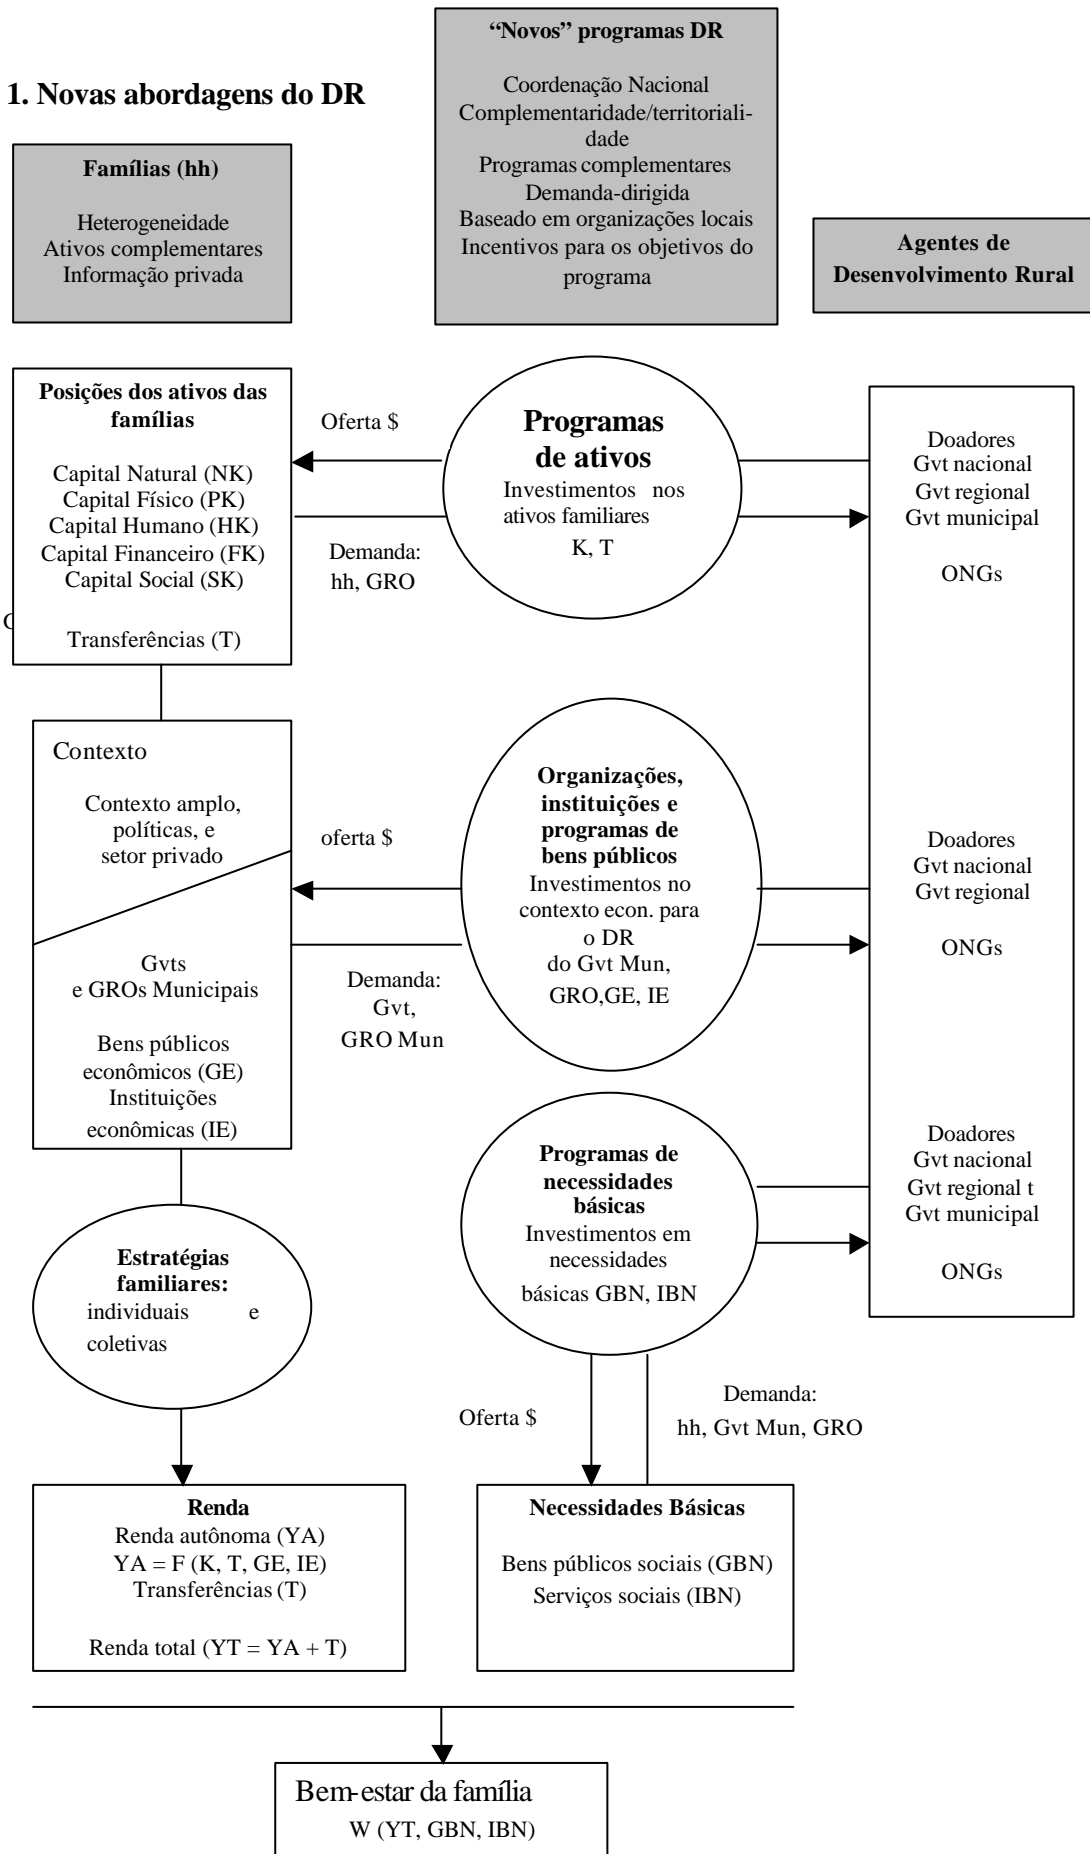 “Novos” programas DR
Coordenação Nacional
Complementaridade/territoriali-
dade
Programas complementares
Demanda-dirigida
Baseado em organizações locais
Incentivos para os objetivos do
programa
1. Novas abordagens do DR
Famílias (hh)
Heterogeneidade
Ativos complementares
Informação privada
Agentes de
Desenvolvimento Rural
Posições dos ativos das
famílias
Capital Natural (NK)
Capital Físico (PK)
Capital Humano (HK)
Capital Financeiro (FK)
Capital Social (SK)
Transferências (T)
Oferta $
Demanda:
hh, GRO
Programas
de ativos
Investimentos nos
ativos familiares
K, T
Doadores
Gvt nacional
Gvt regional
Gvt municipal
ONGs
Contexto
Contexto amplo,
políticas, e
setor privado
Gvts
e GROs Municipais
Bens públicos
econômicos (GE)
Instituições
econômicas (IE)
oferta $
Demanda:
Gvt,
GRO Mun
Organizações,
instituições e
programas de
bens públicos
Investimentos no
contexto econ. para
o DR
do Gvt Mun,
GRO,GE, IE
Doadores
Gvt nacional
Gvt regional
ONGs
Programas de
necessidades
básicas
Investimentos em
necessidades
básicas GBN, IBN
Doadores
Gvt nacional
Gvt regional t
Gvt municipal
ONGs
Estratégias
familiares:
individuais e
coletivas
Oferta $
Demanda:
hh, Gvt Mun, GRO
Renda
Renda autônoma (YA)
YA = F (K, T, GE, IE)
Transferências (T)
Renda total (YT = YA + T)
Necessidades Básicas
Bens públicos sociais (GBN)
Serviços sociais (IBN)
Bem-estar da família
W (YT, GBN, IBN)